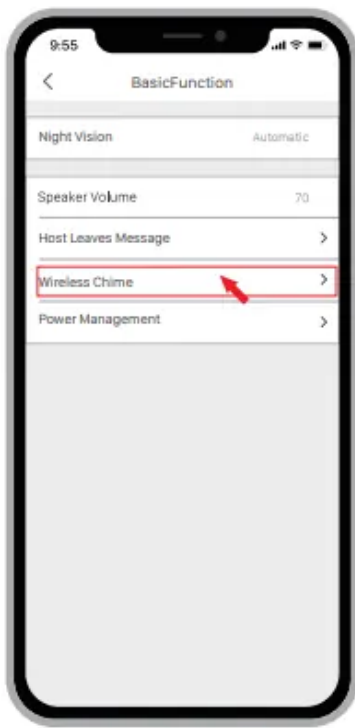 9:55
BasicFunction
Night Vision Automatic
Speaker Volume 70
Host Leaves Message
Wireless Chime
Power Management